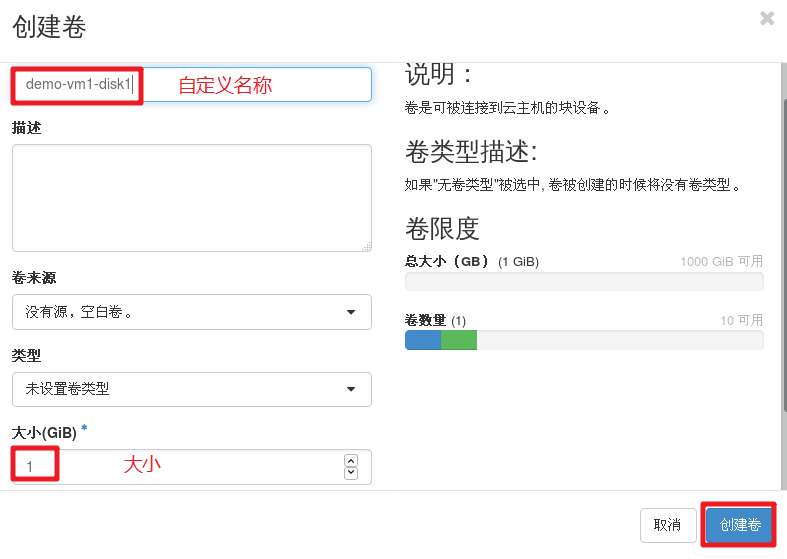 创建卷
×
demo-vm1-disk1
自定义名称
描述
卷来源
没有源，空白卷。
类型
未设置卷类型
大小(GiB) *
1
大小
说明：
卷是可被连接到云主机的块设备。
卷类型描述:
如果"无卷类型"被选中, 卷被创建的时候将没有卷类型。
卷限度
总大小（GB） (1 GiB)
1000 GiB 可用
卷数量 (1)
10 可用
取消
创建卷